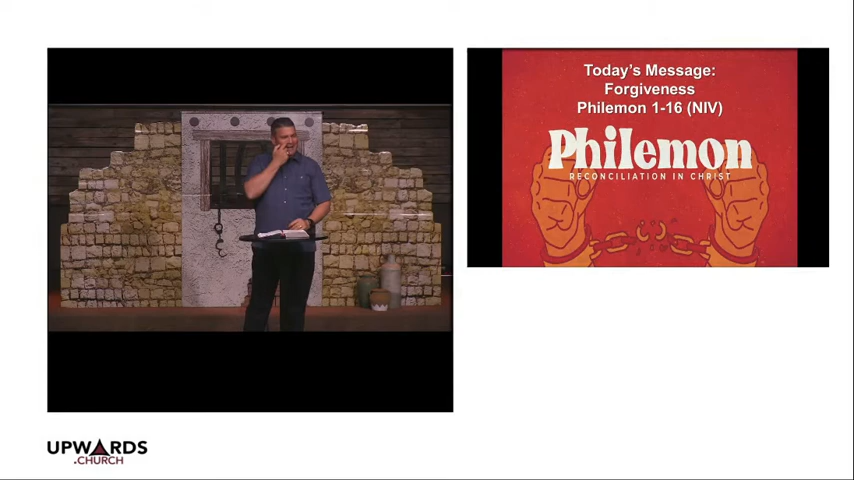 Today's Message:
Forgiveness
Philemon 1-16 (NIV)
Philemon
RECONCILIATION IN CHRIST
UPWARDS
.CHURCH